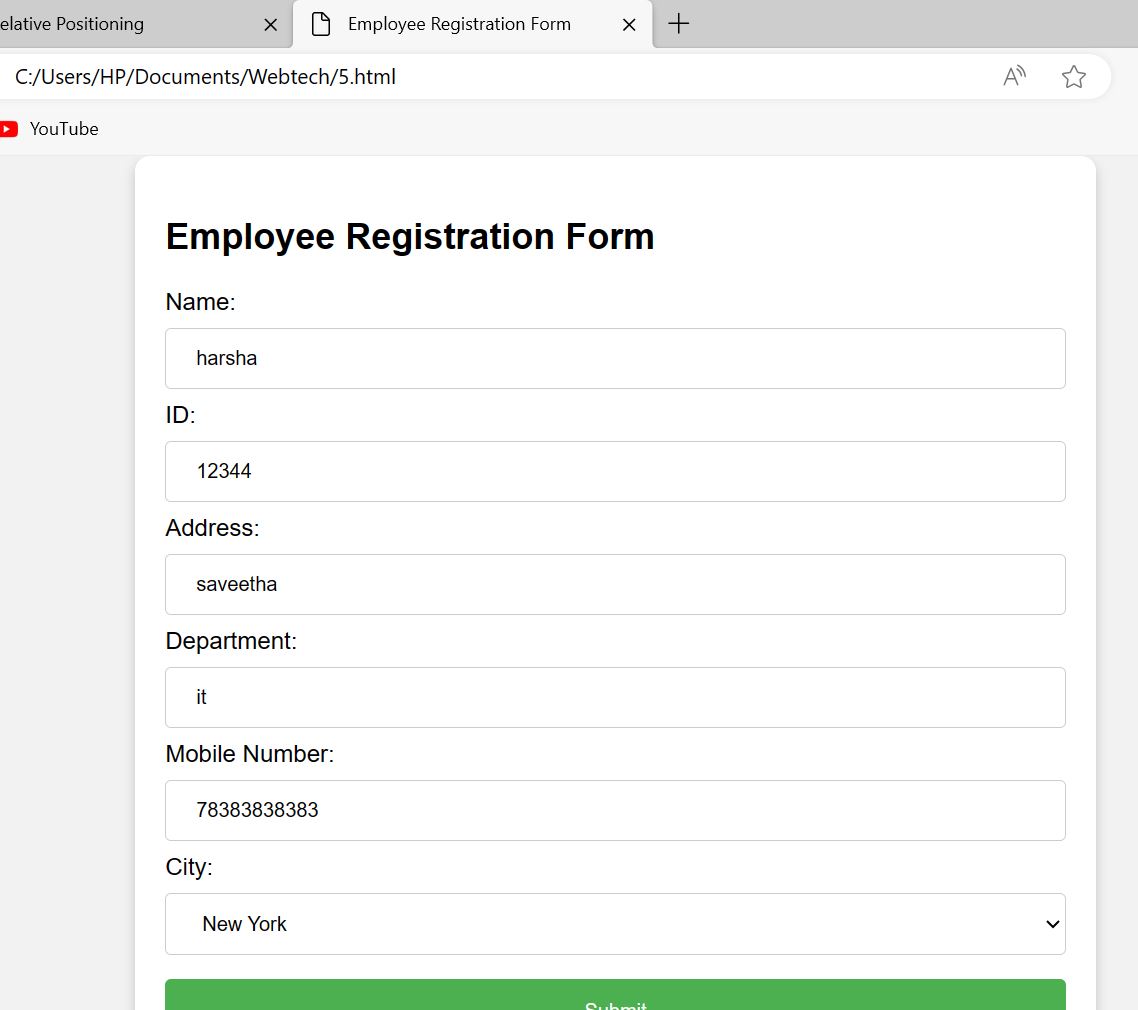 elative Positioning
Employee Registration Form
C:/Users/HP/Documents/Webtech/5.html
YouTube
Employee Registration Form
Name:
harsha
ID:
12344
Address:
saveetha
Department:
it
Mobile Number:
78383838383
City:
New York
Submit